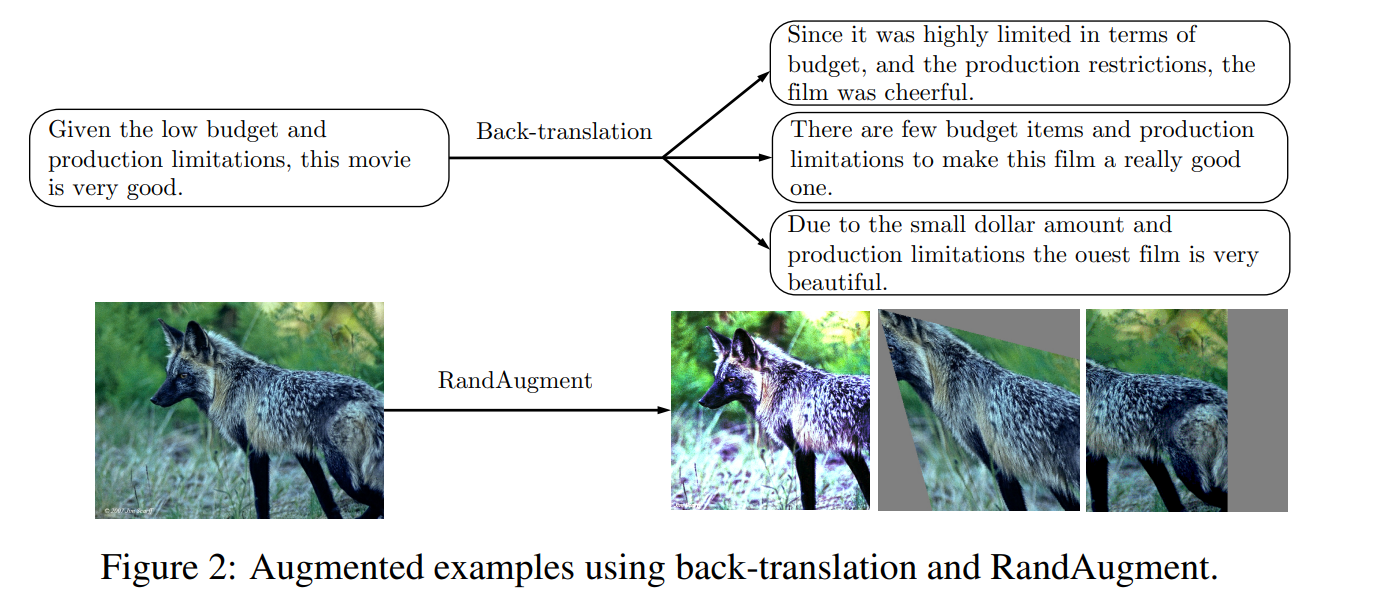 Given the low budget and
production limitations, this movie
is very good.
Back-translation
Since it was highly limited in terms of
budget, and the production restrictions, the
film was cheerful.
There are few budget items and production
limitations to make this film a really good
one.
Due to the small dollar amount and
production limitations the ouest film is very
beautiful.
RandAugment
Figure 2: Augmented examples using back-translation and RandAugment.